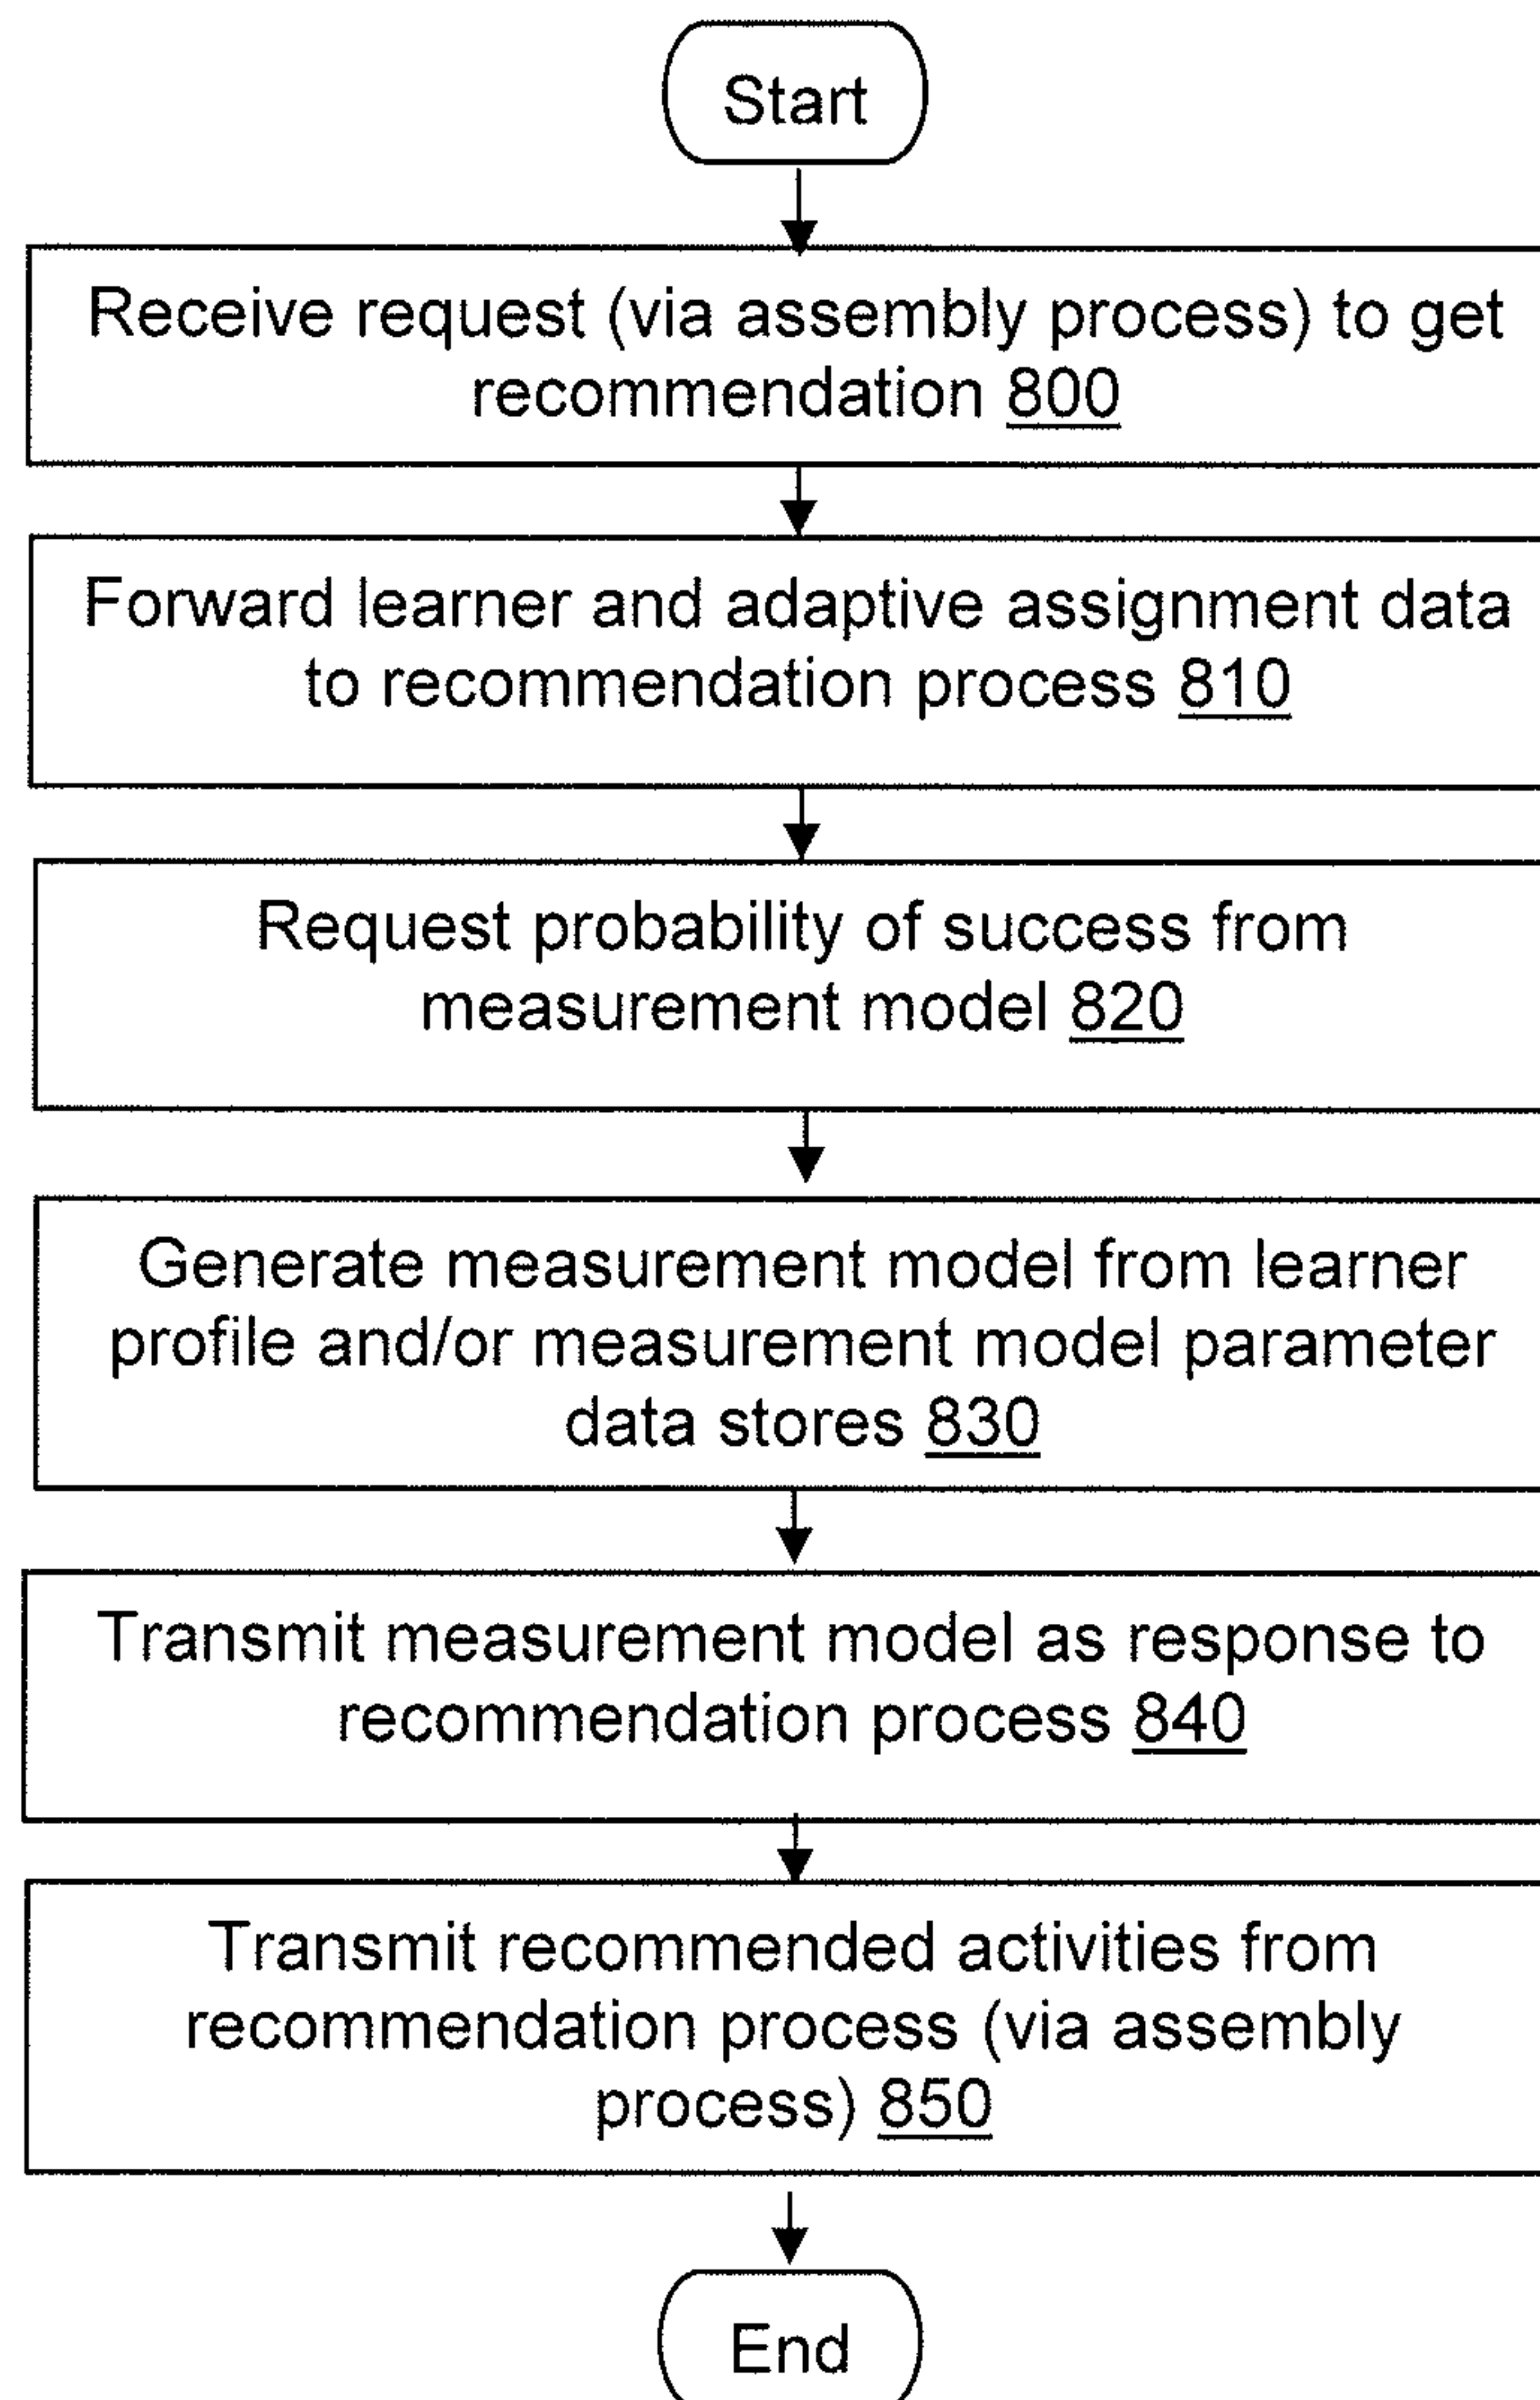 Start
Receive request (via assembly process) to get
recommendation 800
Forward learner and adaptive assignment data
to recommendation process 810
Request probability of success from
measurement model 820
Generate measurement model from learner
profile and/or measurement model parameter
data stores 830
Transmit measurement model as response to
recommendation process 840
Transmit recommended activities from
recommendation process (via assembly
process) 850
End